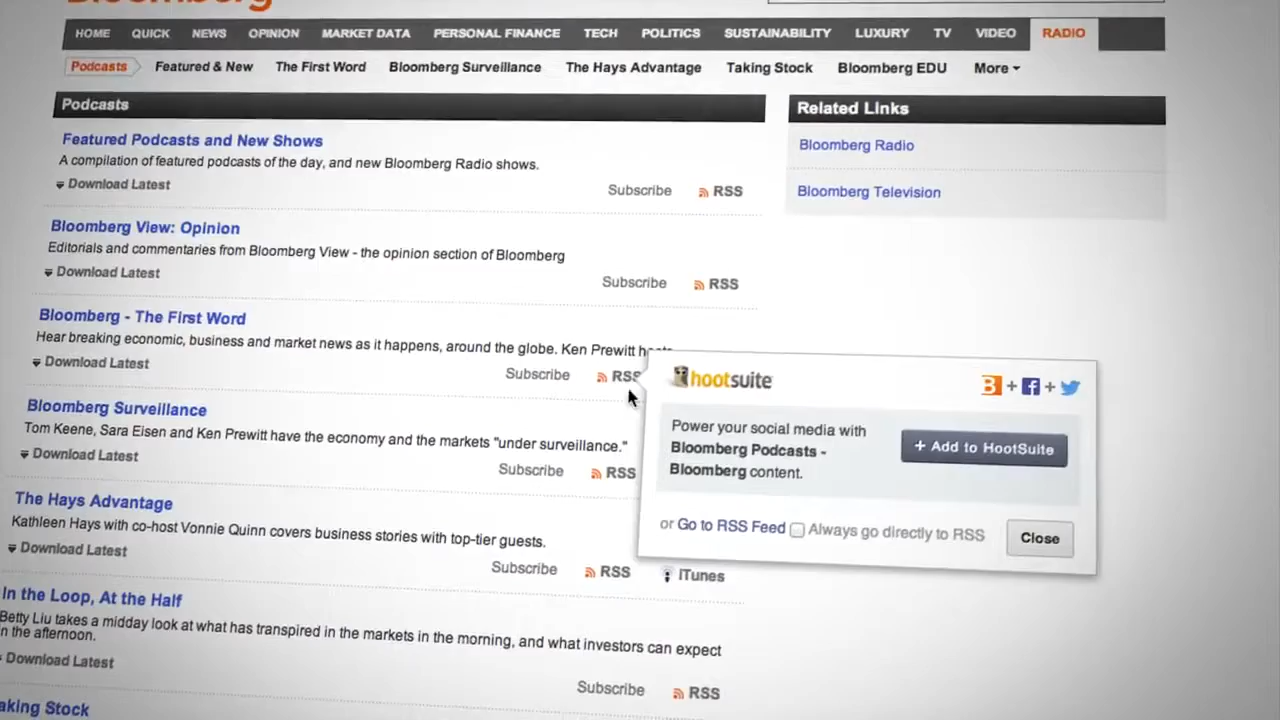 Bloomberg
HOME QUICK NEWS OPINION MARKET DATA PERSONAL FINANCE TECH POLITICS SUSTAINABILITY LUXURY TV VIDEO RADIO
Podcasts Featured & New The First Word Bloomberg Surveillance The Hays Advantage Taking Stock Bloomberg EDU More
Podcasts
Featured Podcasts and New Shows
A compilation of featured podcasts of the day, and new Bloomberg Radio shows.
Download Latest
Subscribe RSS
Bloomberg View: Opinion
Editorials and commentaries from Bloomberg View - the opinion section of Bloomberg
Download Latest
Subscribe RSS
Bloomberg - The First Word
Hear breaking economic, business and market news as it happens, around the globe. Ken Prewitt
Download Latest
Subscribe RSS
Bloomberg Surveillance
Tom Keene, Sara Eisen and Ken Prewitt have the economy and the markets "under surveillance."
Download Latest
Subscribe RSS
The Hays Advantage
Kathleen Hays with co-host Vonnie Quinn covers business stories with top-tier guests.
Download Latest
Subscribe RSS iTunes
In the Loop, At the Half
Betty Liu takes a midday look at what has transpired in the markets in the morning, and what investors can expect
in the afternoon.
Download Latest
Subscribe RSS
aking Stock
Related Links
Bloomberg Radio
Bloomberg Television
hootsuite
B + f +
Power your social media with
Bloomberg Podcasts -
Bloomberg content.
+ Add to HootSuite
or Go to RSS Feed Always go directly to RSS
Close